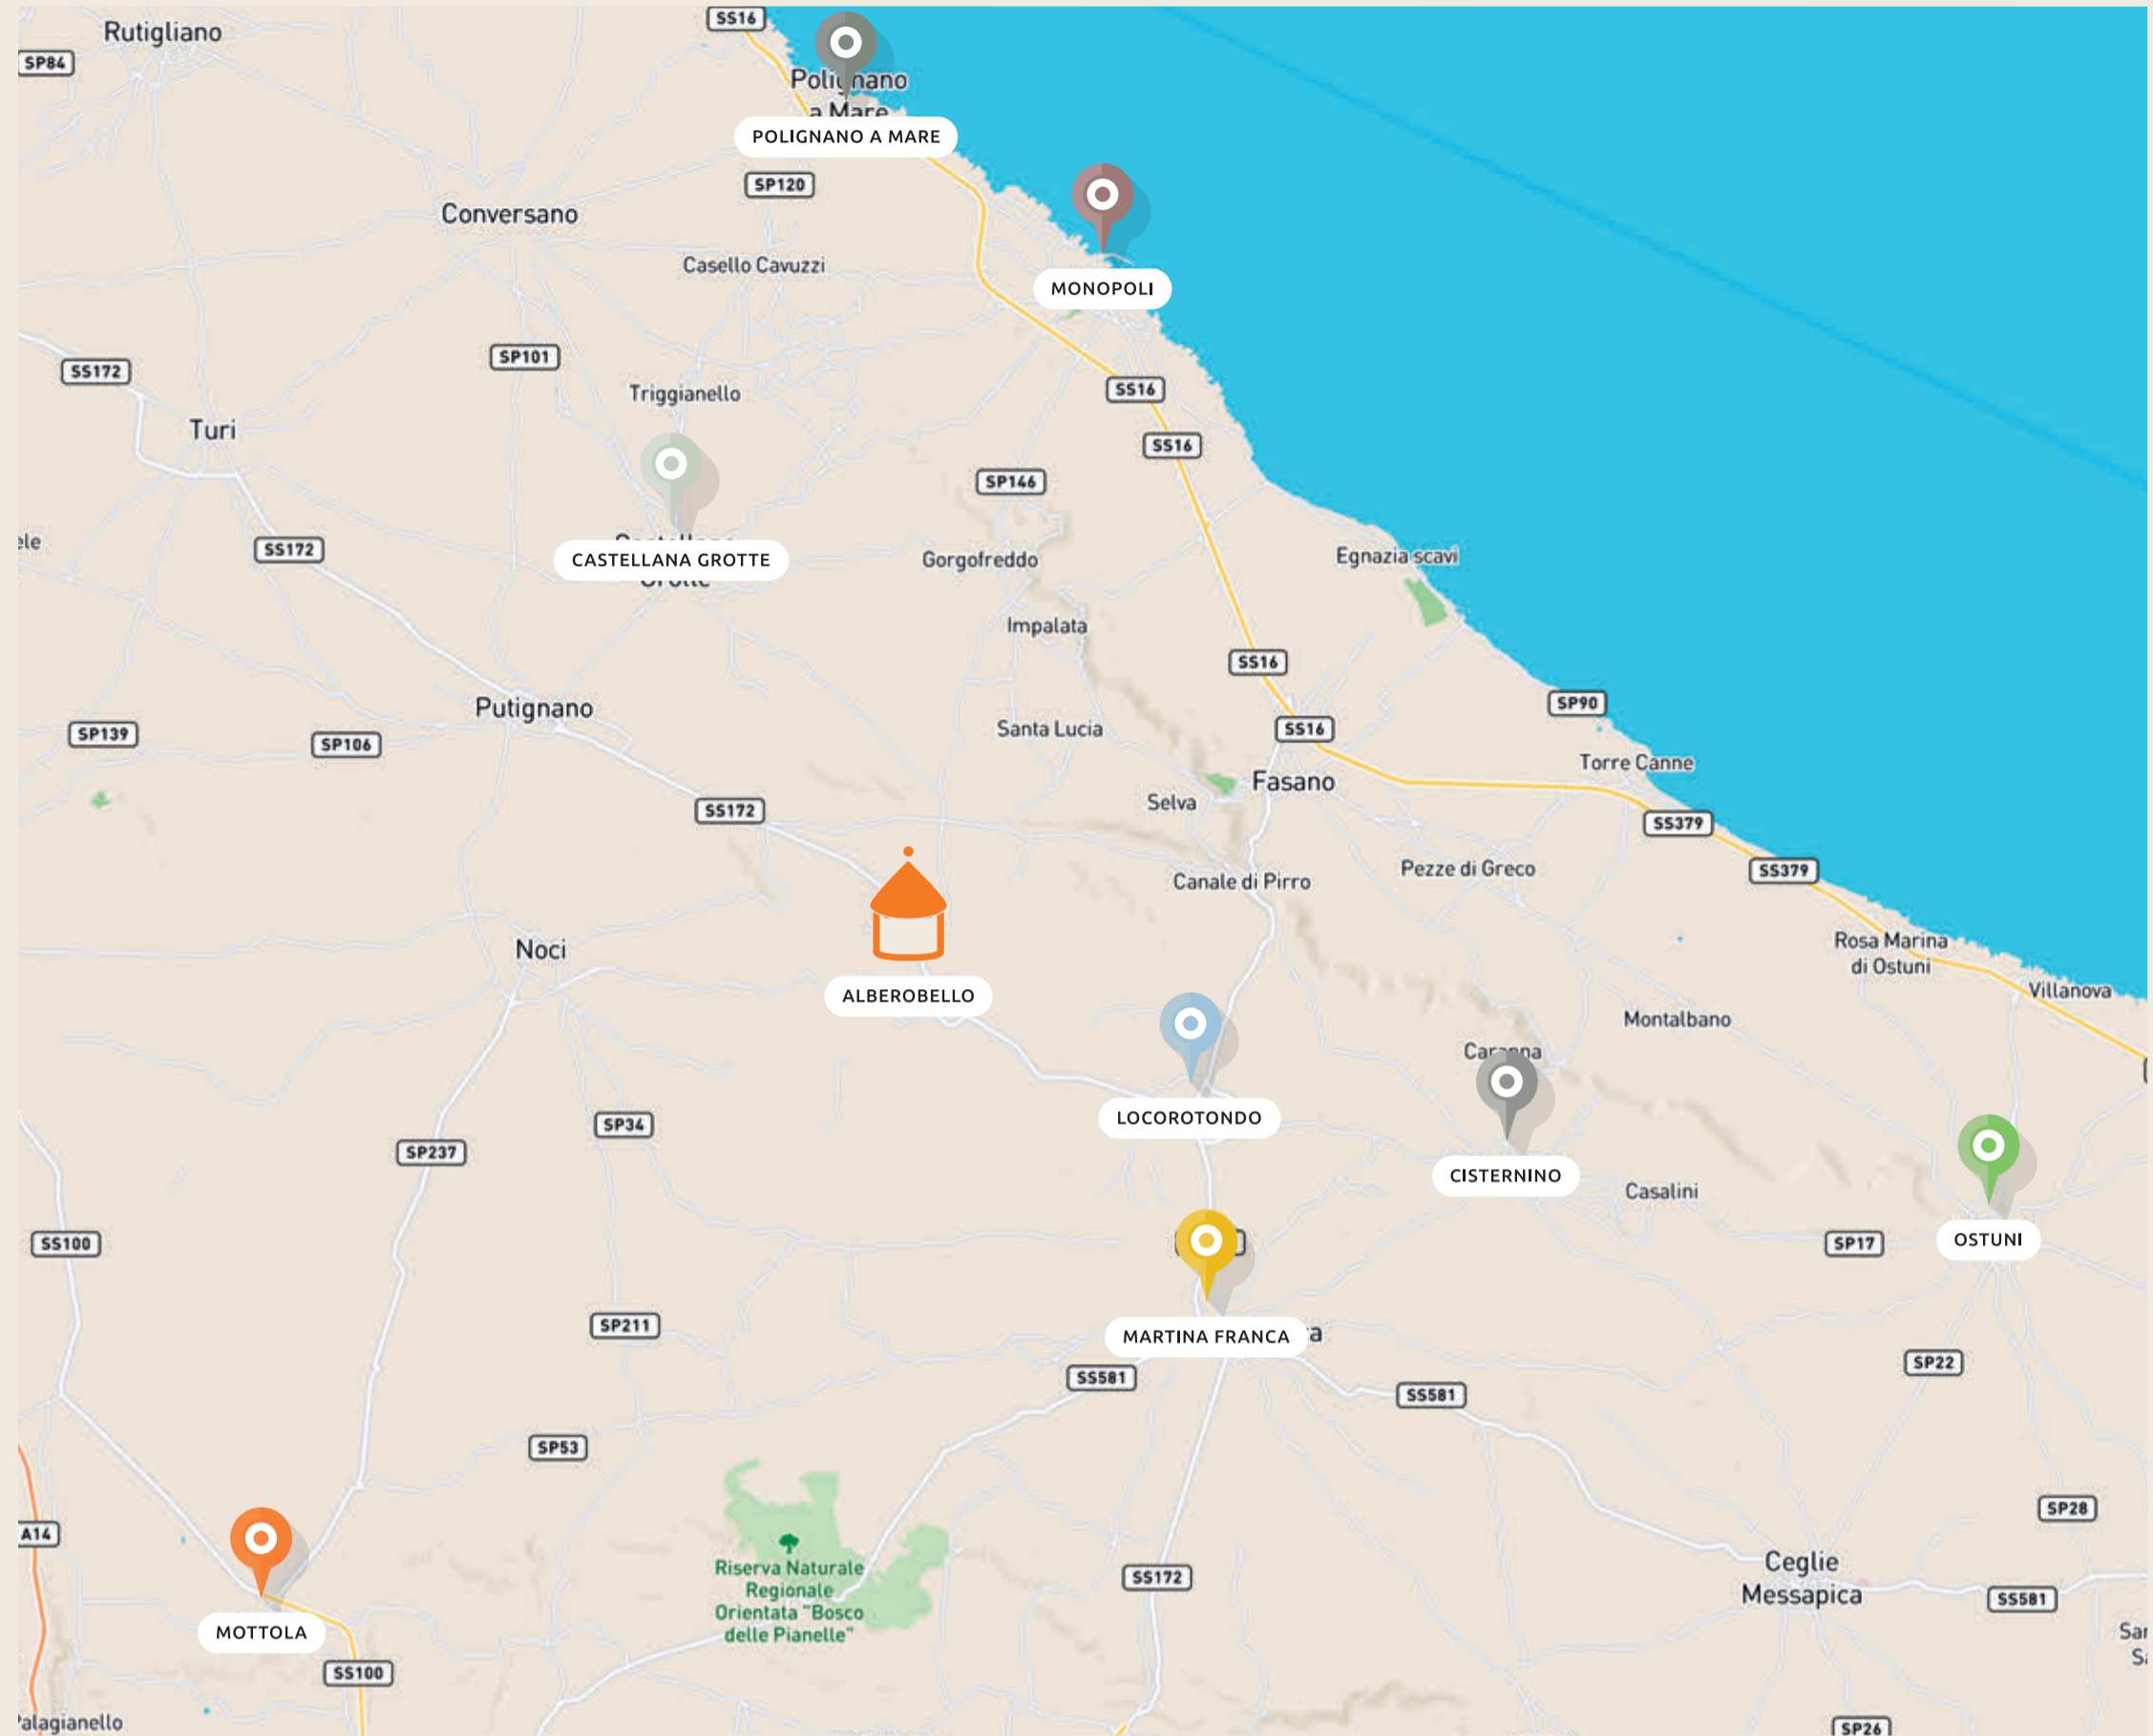 Rutigliano
SS16
SP84
Polignano
a Mare
POLIGNANO A MARE
SP120
Conversano
Casello Cavuzzi
MONOPOLI
SP101
SS172
Triggianello
SS16
Turi
SS16
SP146
SS172
CASTELLANA GROTTE
Gorgofreddo
Egnazia scavi
Impalata
SS16
SP90
Putignano
SP139
SP106
Santa Lucia
SS16
Torre Canne
Fasano
Selva
SS172
SS379
Pezze di Greco
SS379
Canale di Pirro
Noci
Rosa Marina
di Ostuni
Villanova
ALBEROBELLO
Montalbano
Caranna
LOCOROTONDO
SP34
SP237
CISTERNINO
Casalini
SS100
SP17
OSTUNI
SP211
MARTINA FRANCA
SP22
SS581
SS581
SP53
SP28
A14
Riserva Naturale
Regionale
Orientata "Bosco
delle Pianelle"
SS172
Ceglie
Messapica
SS581
MOTTOLA
SS100
alagianello
SP26